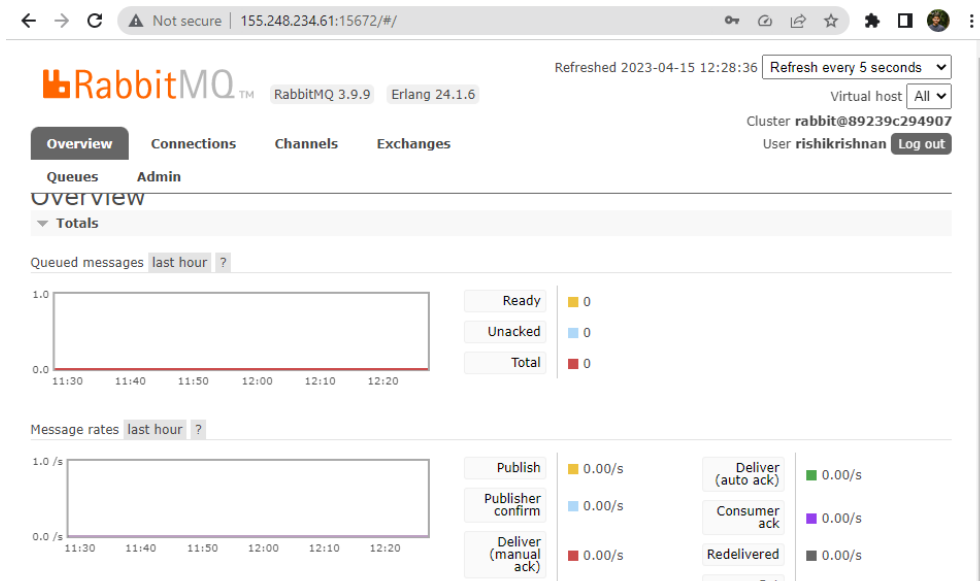 Not secure | 155.248.234.61:15672/#/
RabbitMQ TM RabbitMQ 3.9.9 Erlang 24.1.6
Refreshed 2023-04-15 12:28:36 Refresh every 5 seconds
Virtual host All
Cluster rabbit@89239c294907
User rishikrishnan Log out
Overview Connections Channels Exchanges
Queues Admin
Overview
Totals
Queued messages last hour ?
1.0
0.0
11:30 11:40 11:50 12:00 12:10 12:20
Ready 0
Unacked 0
Total 0
Message rates last hour ?
1.0 /s
0.0 /s
11:30 11:40 11:50 12:00 12:10 12:20
Publish 0.00/s
Publisher
confirm 0.00/s
Deliver
(manual
ack) 0.00/s
Deliver
(auto ack) 0.00/s
Consumer
ack 0.00/s
Redelivered 0.00/s